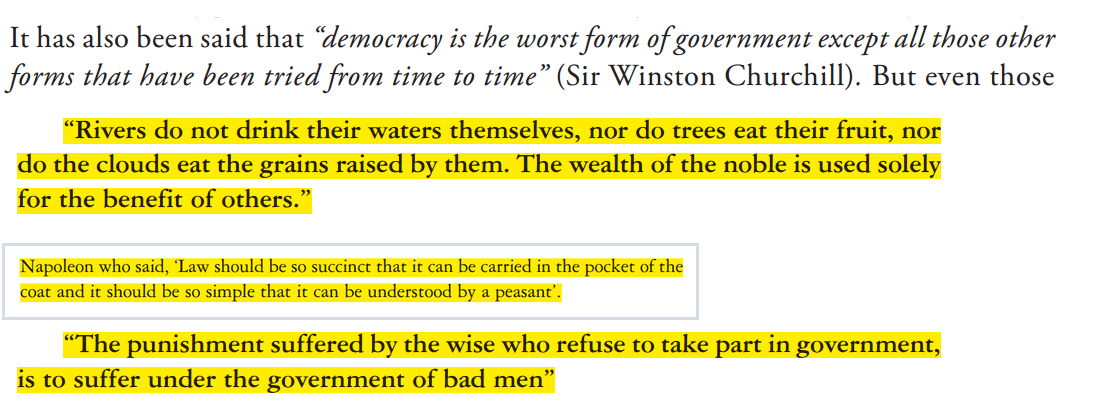 It has also been said that “democracy is the worst form of government except all those other
forms that have been tried from time to time” (Sir Winston Churchill). But even those
“Rivers do not drink their waters themselves, nor do trees eat their fruit, nor
do the clouds eat the grains raised by them. The wealth of the noble is used solely
for the benefit of others.”
Napoleon who said, ‘Law should be so succinct that it can be carried in the pocket of the
coat and it should be so simple that it can be understood by a peasant’.
“The punishment suffered by the wise who refuse to take part in government,
is to suffer under the government of bad men”